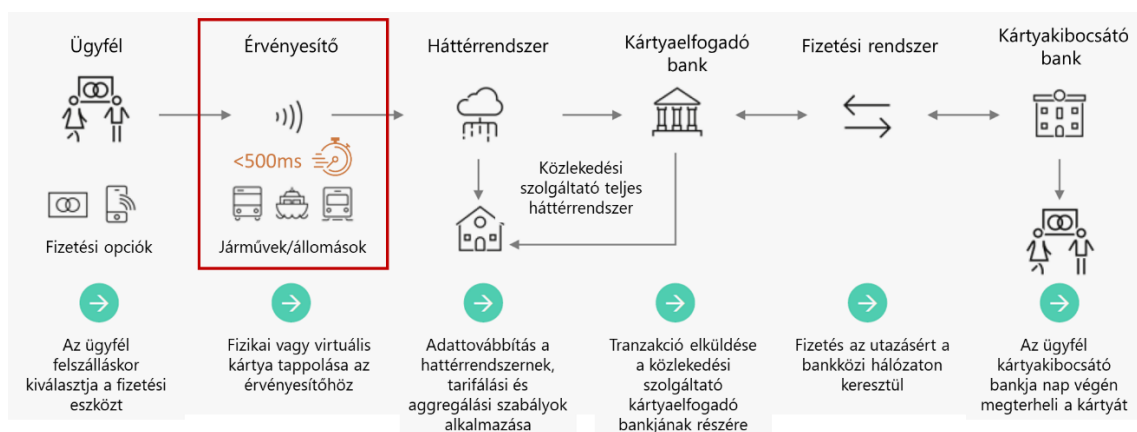 Ügyfél
Érvényesítő
Háttérrendszer
Kártyaelfogadó
bank
Fizetési rendszer
Kártyakibocsátó
bank
<500ms
Közlekedési
szolgáltató teljes
háttérrendszer
Fizetési opciók
Járművek/állomások
Az ügyfél
felszálláskor
kiválasztja a fizetési
eszközt
Fizikai vagy virtuális
kártya tappolása az
érvényesítőhöz
Adattovábbítás a
hattérrendszernek,
tarifálási és
aggregálási szabályok
alkalmazása
Tranzakció elküldése
a közlekedési
szolgáltató
kártyaelfogadó
bankjának részére
Fizetés az utazásért a
bankközi hálózaton
keresztül
Az ügyfél
kártyakibocsátó
bankja nap végén
megterheli a kártyát